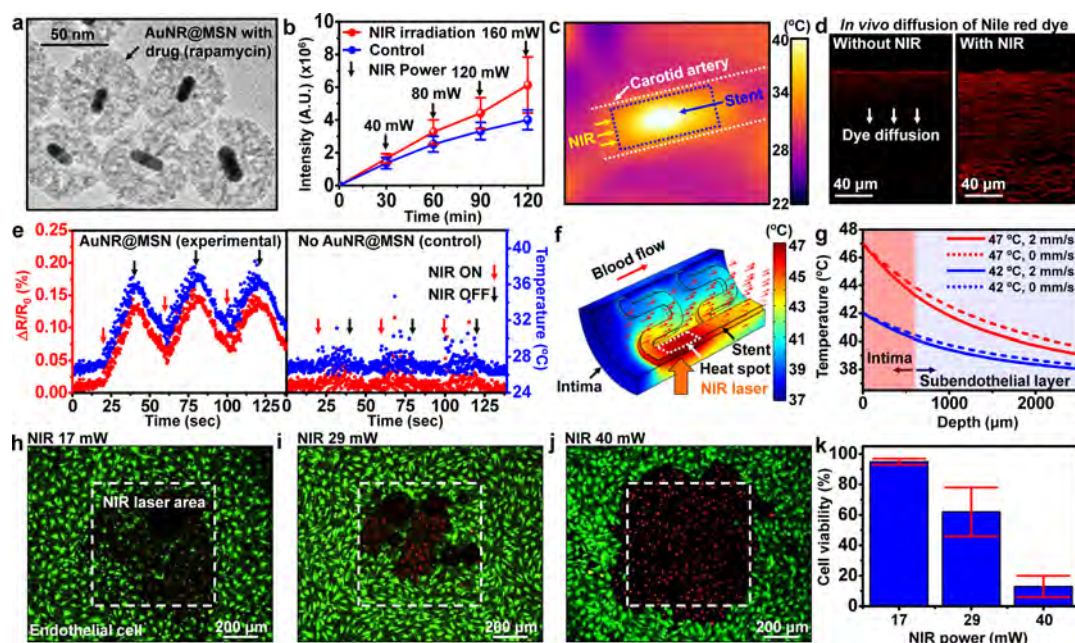 a
50 nm
AuNR@MSN with
drug (rapamycin)
b
NIR irradiation
Control
NIR Power
160 mW
120 mW
80 mW
40 mW
Intensity (A.U.) (x10⁶)
10
8
6
4
2
0
0 30 60 90 120
Time (min)
c
Carotid artery
Stent
NIR
(ºC)
40
34
28
22
d
In vivo diffusion of Nile red dye
Without NIR
With NIR
Dye diffusion
40 µm
40 µm
e
AuNR@MSN (experimental)
No AuNR@MSN (control)
NIR ON
NIR OFF
ΔR/R₀ (%)
0.25
0.20
0.15
0.10
0.05
0.00
0 25 50 75 100 125
Time (sec)
0 25 50 75 100 125
Time (sec)
Temperature (ºC)
40
36
32
28
24
f
Blood flow
Stent
Heat spot
Intima
NIR laser
(ºC)
47
45
43
41
39
37
g
47 ºC, 2 mm/s
47 ºC, 0 mm/s
42 ºC, 2 mm/s
42 ºC, 0 mm/s
Temperature (ºC)
48
46
44
42
40
38
Intima
Subendothelial layer
0 1000 2000
Depth (µm)
h
NIR 17 mW
NIR laser area
Endothelial cell
200 µm
i
NIR 29 mW
200 µm
j
NIR 40 mW
200 µm
k
Cell viability (%)
100
80
60
40
20
0
17 29 40
NIR power (mW)